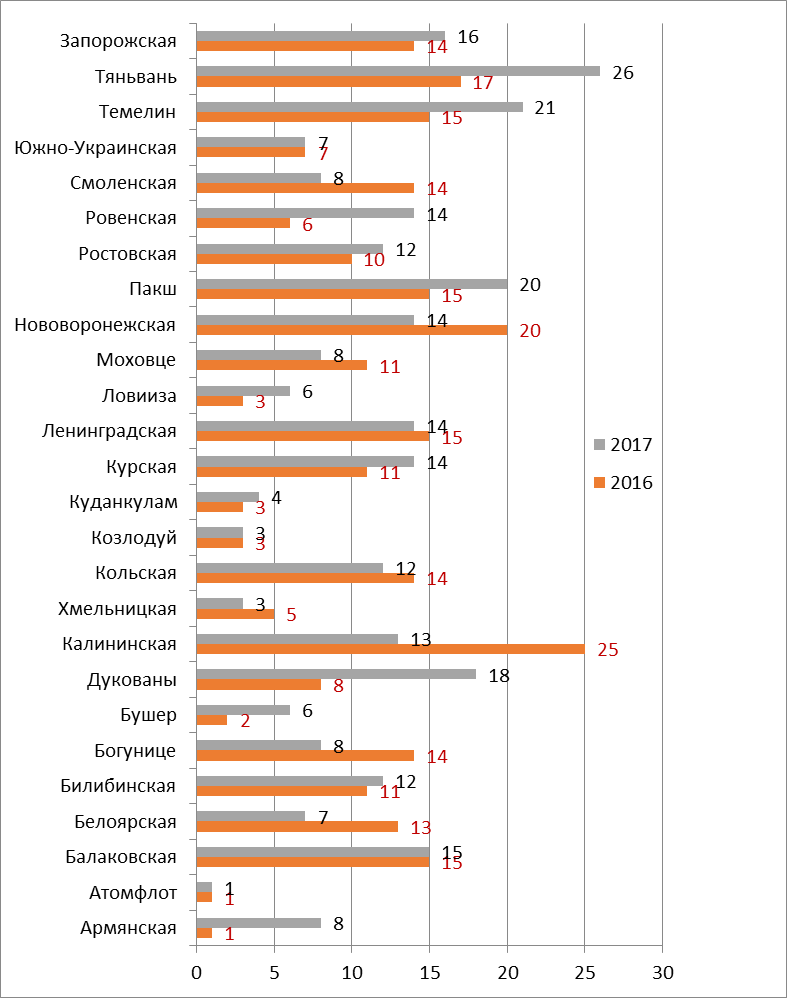 Запорожская 16
14
Тяньвань 26
17
Темелин 21
15
Южно-Украинская 7
7
Смоленская 8
14
Ровенская 14
6
Ростовская 12
10
Пакш 20
15
Нововоронежская 14
20
Моховце 8
11
Ловииза 6
3
Ленинградская 14
15
2017
Курская 14
11
2016
Куданкулам 4
3
Козлодуй 3
3
Кольская 12
14
Хмельницкая 3
5
Калининская 13
25
Дукованы 18
8
Бушер 6
2
Богунице 8
14
Билибинская 12
11
Белоярская 7
13
Балаковская 15
15
Атомфлот 1
1
Армянская 8
1
0 5 10 15 20 25 30